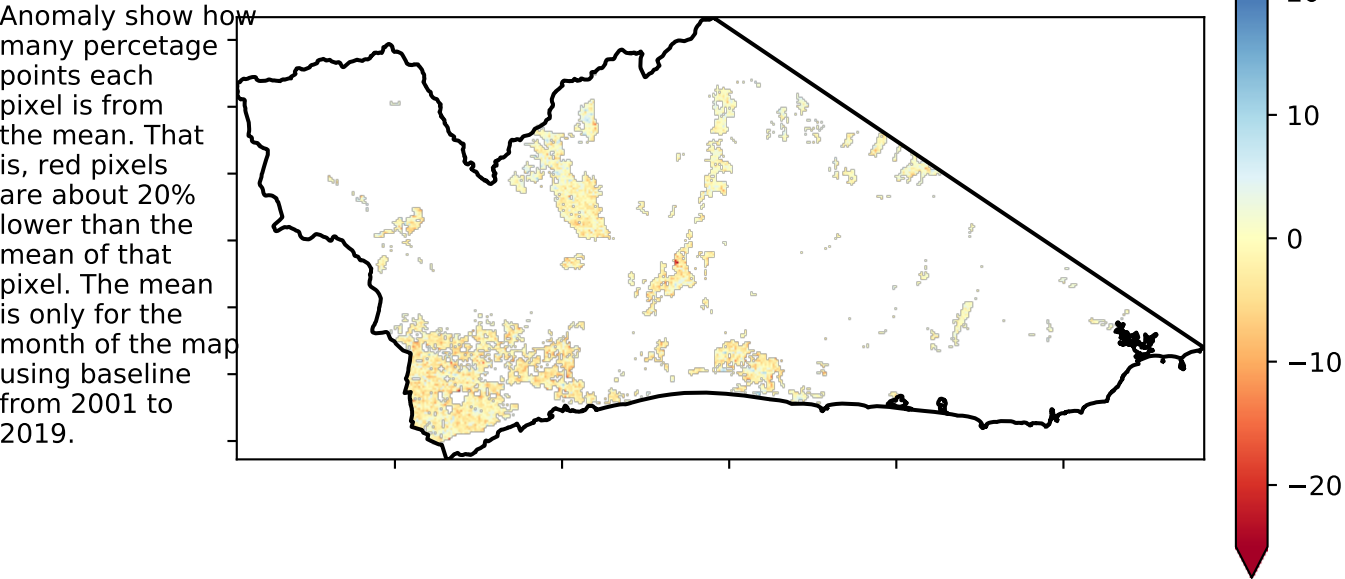 Anomaly show how
many percetage
points each
pixel is from
the mean. That
is, red pixels
are about 20%
lower than the
mean of that
pixel. The mean
is only for the
month of the map
using baseline
from 2001 to
2019.
10
0
−10
−20